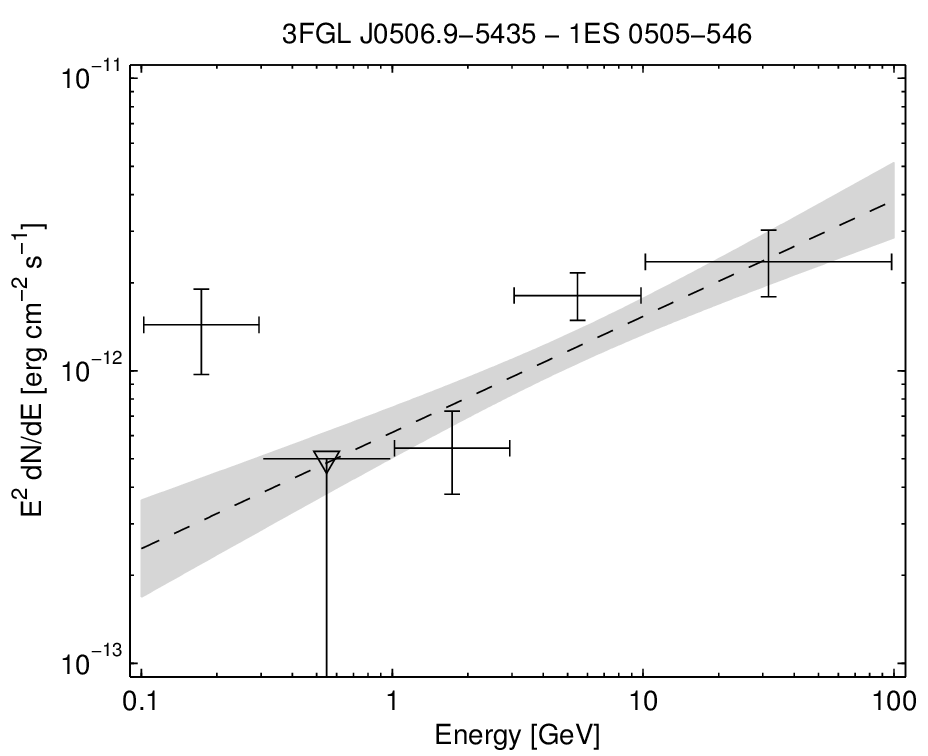 3FGL J0506.9−5435 − 1ES 0505−546
E² dN/dE [erg cm⁻² s⁻¹]
10⁻¹¹
10⁻¹²
10⁻¹³
0.1 1 10 100
Energy [GeV]